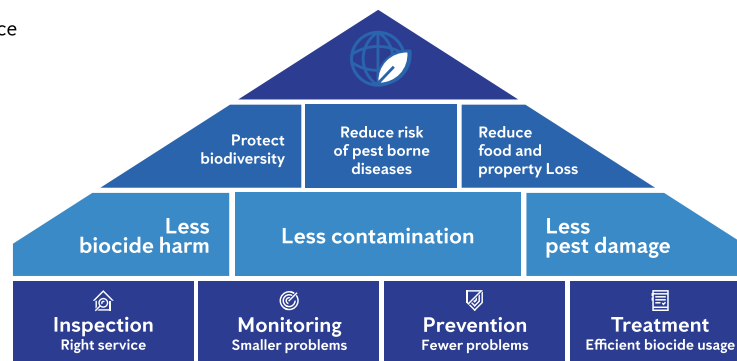 Protect
biodiversity
Reduce risk
of pest borne
diseases
Reduce
food and
property Loss
Less
biocide harm
Less contamination
Less
pest damage
Inspection
Right service
Monitoring
Smaller problems
Prevention
Fewer problems
Treatment
Efficient biocide usage